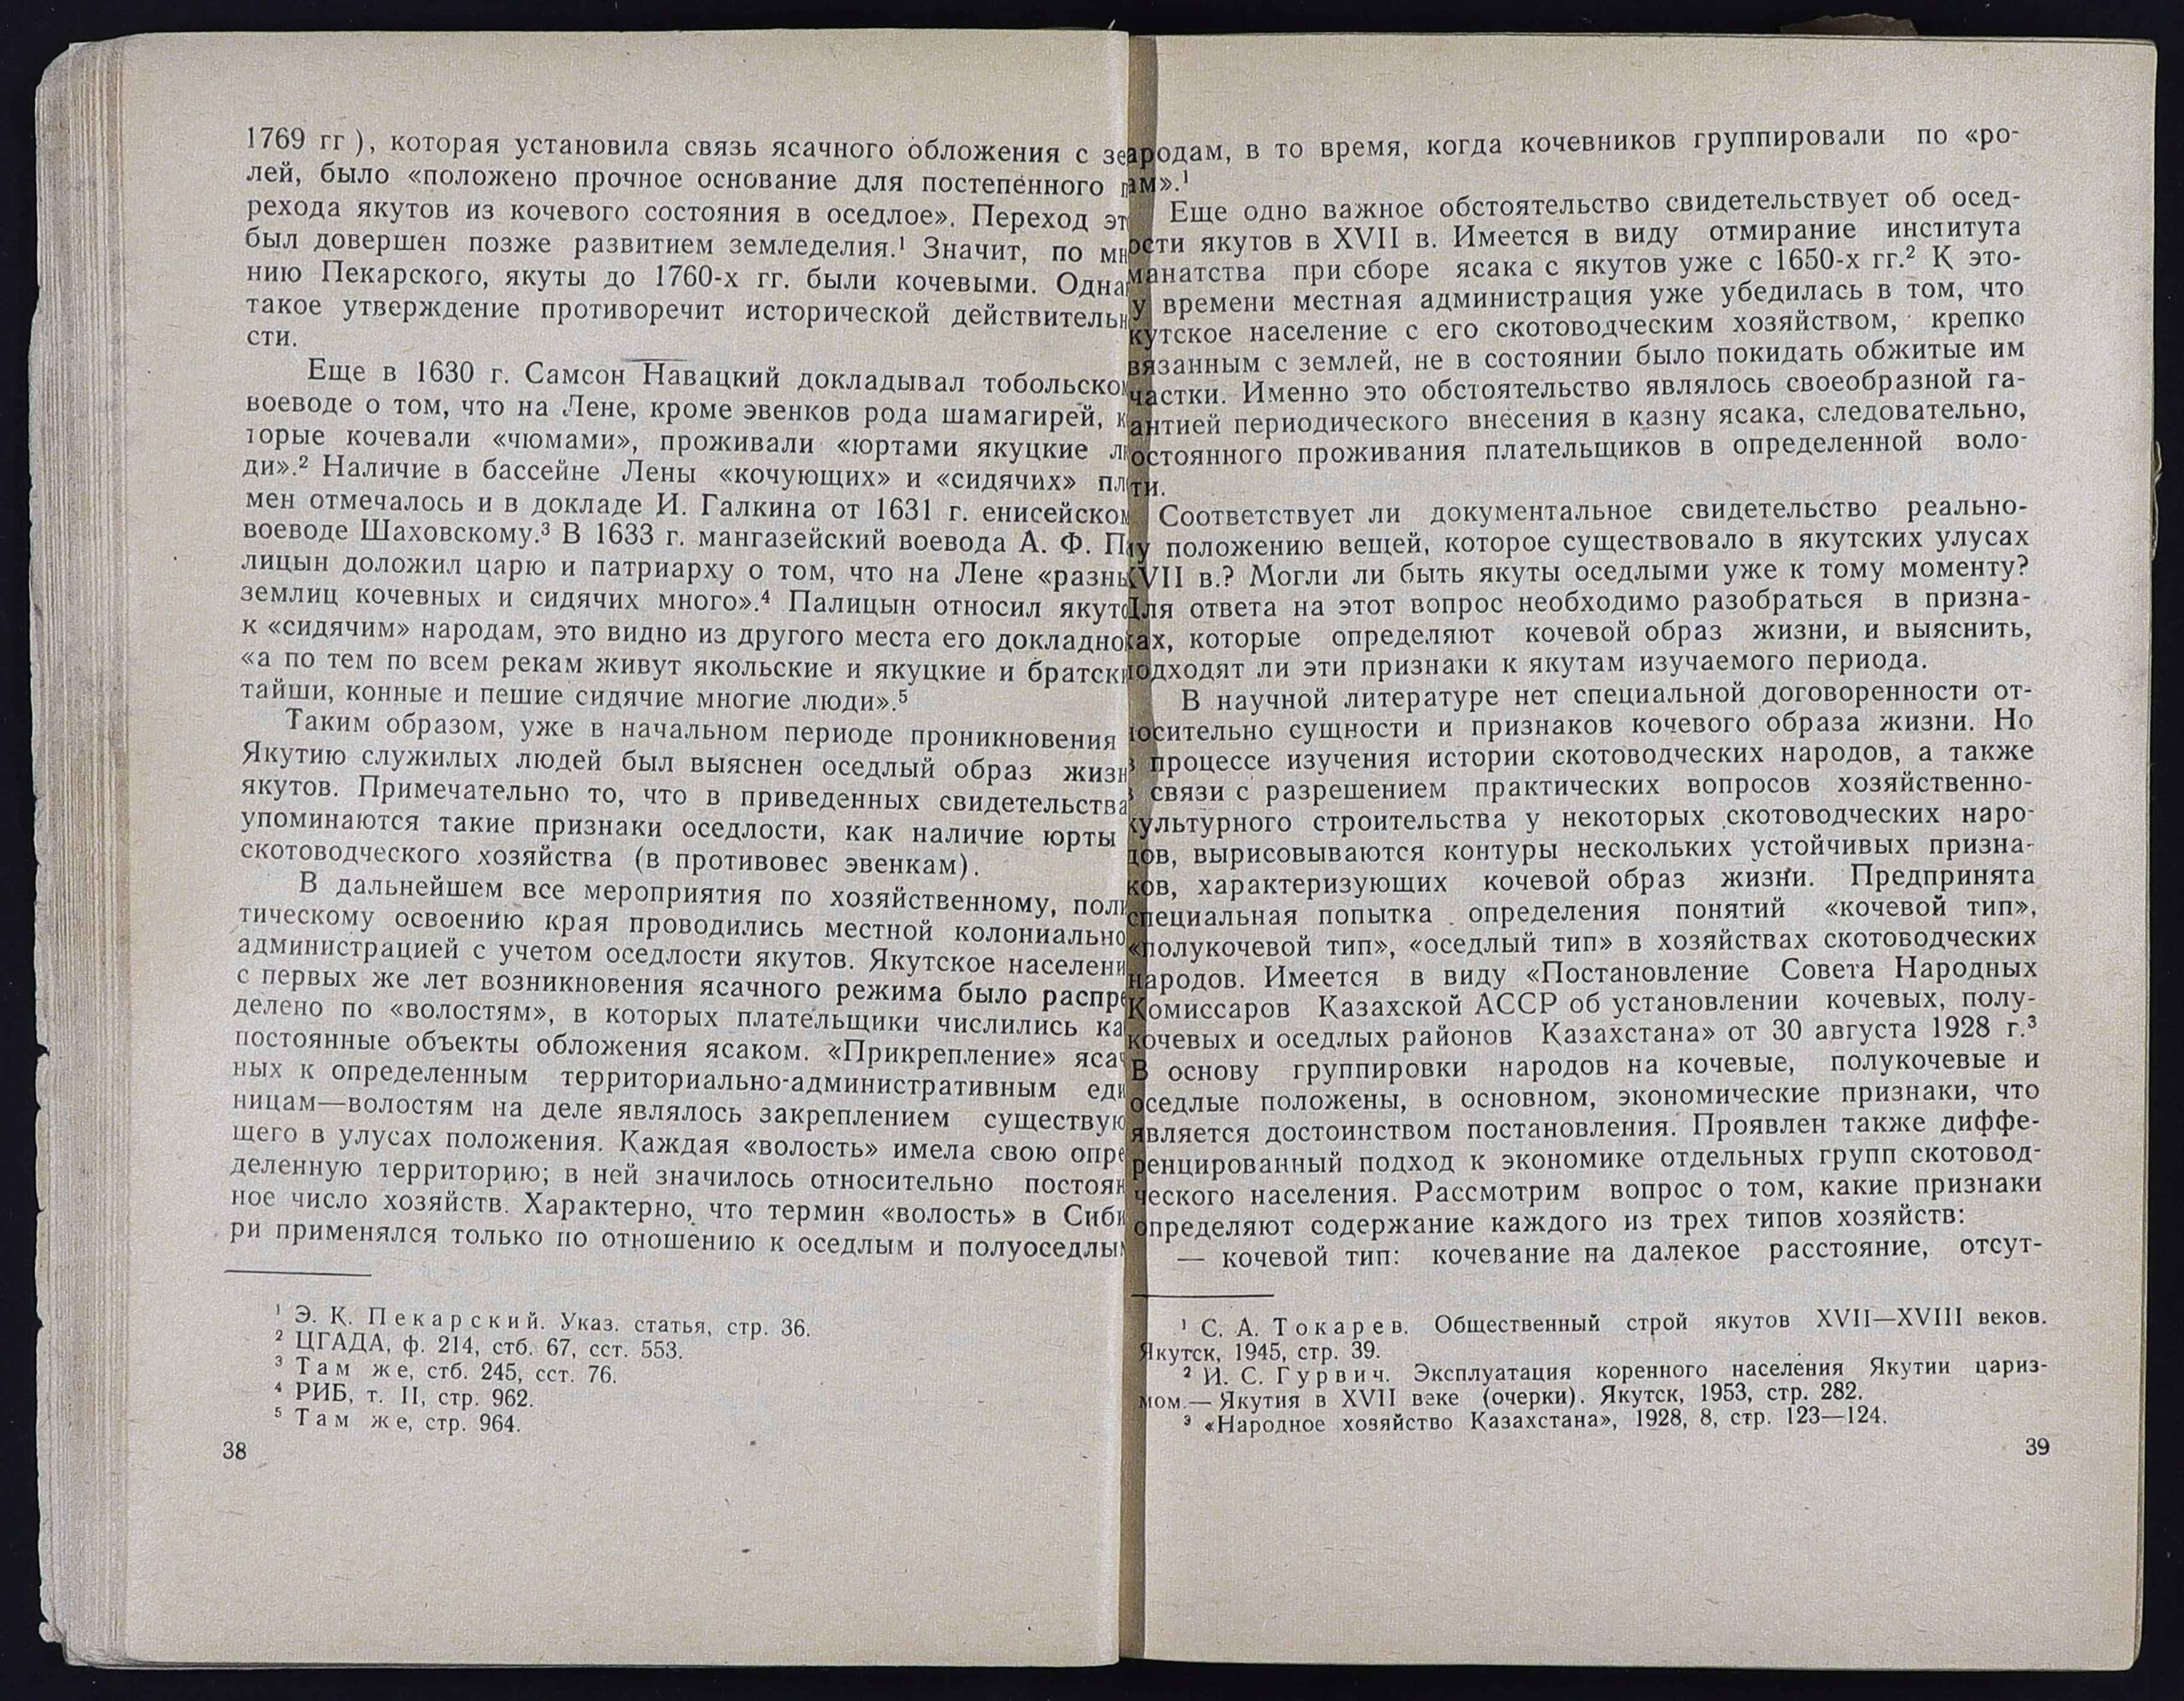 1769 гг ), которая установила связь ясачного обложения с зе
лей, было «положено прочное основание для постепенного п
рехода якутов из кочевого состояния в оседлое». Переход эт
был довершен позже развитием земледелия.¹ Значит, по мн
нию Пекарского, якуты до 1760-х гг. были кочевыми. Одна
такое утверждение противоречит исторической действительн
сти.
Еще в 1630 г. Самсон Навацкий докладывал тобольско
воеводе о том, что на Лене, кроме эвенков рода шамагирей, к
торые кочевали «чюмами», проживали «юртами якуцкие л
ди».² Наличие в бассейне Лены «кочующих» и «сидячих» пл
мен отмечалось и в докладе И. Галкина от 1631 г. енисейском
воеводе Шаховскому.³ В 1633 г. мангазейский воевода А. Ф. П
лицын доложил царю и патриарху о том, что на Лене «разны
землиц кочевных и сидячих много».⁴ Палицын относил якуто
к «сидячим» народам, это видно из другого места его докладно
«а по тем по всем рекам живут якольские и якуцкие и братски
тайши, конные и пешие сидячие многие люди».⁵
Таким образом, уже в начальном периоде проникновения
Якутию служилых людей был выяснен оседлый образ жизн
якутов. Примечательно то, что в приведенных свидетельства
упоминаются такие признаки оседлости, как наличие юрты
скотоводческого хозяйства (в противовес эвенкам).
В дальнейшем все мероприятия по хозяйственному, поли
тическому освоению края проводились местной колониально
администрацией с учетом оседлости якутов. Якутское населени
с первых же лет возникновения ясачного режима было распре
делено по «волостям», в которых плательщики числились ка
постоянные объекты обложения ясаком. «Прикрепление» ясач
ных к определенным территориально-административным еди
ницам—волостям на деле являлось закреплением существую
щего в улусах положения. Каждая «волость» имела свою опре
деленную территорию; в ней значилось относительно постоян
ное число хозяйств. Характерно, что термин «волость» в Сиби
ри применялся только по отношению к оседлым и полуоседлы
¹ Э. К. Пекарский. Указ. статья, стр. 36.
² ЦГАДА, ф. 214, стб. 67, сст. 553.
³ Там же, стб. 245, сст. 76.
⁴ РИБ, т. II, стр. 962.
⁵ Там же, стр. 964.
38
ародам, в то время, когда кочевников группировали по «ро-
ам».¹
Еще одно важное обстоятельство свидетельствует об осед-
ости якутов в XVII в. Имеется в виду отмирание института
манатства при сборе ясака с якутов уже с 1650-х гг.² К это-
у времени местная администрация уже убедилась в том, что
кутское население с его скотоводческим хозяйством, крепко
вязанным с землей, не в состоянии было покидать обжитые им
частки. Именно это обстоятельство являлось своеобразной га-
антией периодического внесения в казну ясака, следовательно,
остоянного проживания плательщиков в определенной воло-
ти.
Соответствует ли документальное свидетельство реально-
му положению вещей, которое существовало в якутских улусах
XVII в.? Могли ли быть якуты оседлыми уже к тому моменту?
Для ответа на этот вопрос необходимо разобраться в призна-
ках, которые определяют кочевой образ жизни, и выяснить,
подходят ли эти признаки к якутам изучаемого периода.
В научной литературе нет специальной договоренности от-
носительно сущности и признаков кочевого образа жизни. Но
в процессе изучения истории скотоводческих народов, а также
в связи с разрешением практических вопросов хозяйственно-
культурного строительства у некоторых скотоводческих наро-
дов, вырисовываются контуры нескольких устойчивых призна-
ков, характеризующих кочевой образ жизни. Предпринята
специальная попытка определения понятий «кочевой тип»,
«полукочевой тип», «оседлый тип» в хозяйствах скотоводческих
народов. Имеется в виду «Постановление Совета Народных
Комиссаров Казахской АССР об установлении кочевых, полу-
кочевых и оседлых районов Казахстана» от 30 августа 1928 г.³
В основу группировки народов на кочевые, полукочевые и
оседлые положены, в основном, экономические признаки, что
является достоинством постановления. Проявлен также диффе-
ренцированный подход к экономике отдельных групп скотовод-
ческого населения. Рассмотрим вопрос о том, какие признаки
определяют содержание каждого из трех типов хозяйств:
— кочевой тип: кочевание на далекое расстояние, отсут-
¹ С. А. Токарев. Общественный строй якутов XVII—XVIII веков.
Якутск, 1945, стр. 39.
² И. С. Гурвич. Эксплуатация коренного населения Якутии цариз-
мом.— Якутия в XVII веке (очерки). Якутск, 1953, стр. 282.
³ «Народное хозяйство Казахстана», 1928, 8, стр. 123—124.
39